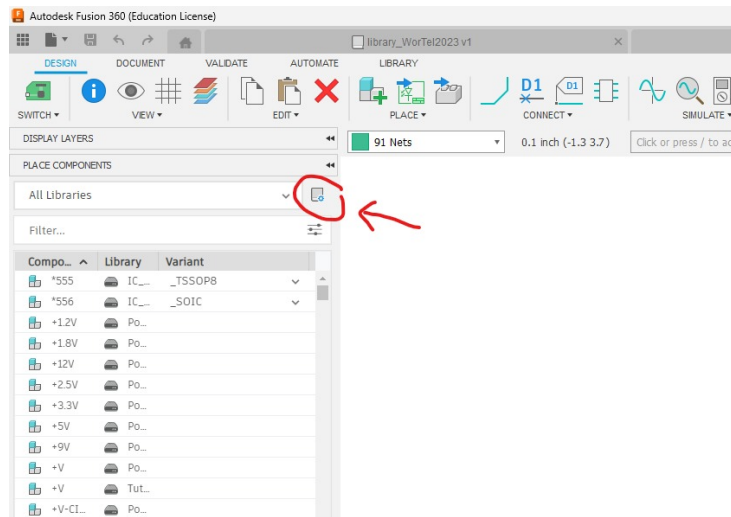 Autodesk Fusion 360 (Education License)
library_WorTel2023 v1
DESIGN DOCUMENT VALIDATE AUTOMATE LIBRARY
D1 D1
SWITCH VIEW EDIT PLACE CONNECT SIMULATE
DISPLAY LAYERS
91 Nets 0.1 inch (-1.3 3.7) Click or press / to ac
PLACE COMPONENTS
All Libraries
Filter...
Compo... Library Variant
*555 IC_... _TSSOP8
*556 IC_... _SOIC
+1.2V Po...
+1.8V Po...
+12V Po...
+2.5V Po...
+3.3V Po...
+5V Po...
+9V Po...
+V Po...
+V Tut...
+V-CI... Po...